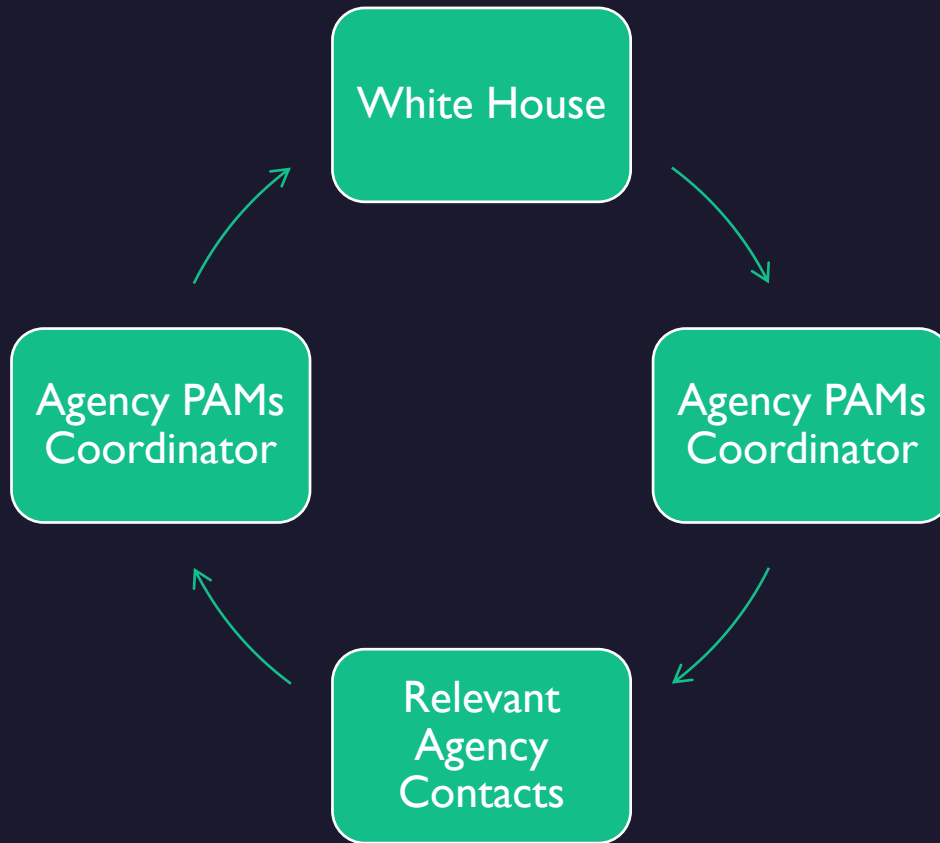 White House
Agency PAMs
Coordinator
Agency PAMs
Coordinator
Relevant
Agency
Contacts